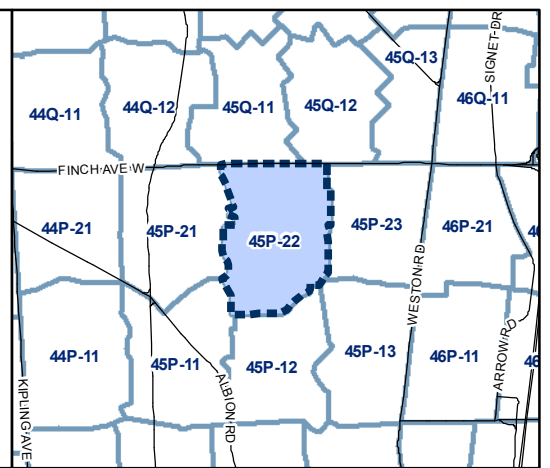 45Q-13
SIGNET DR
44Q-11
44Q-12
45Q-11
45Q-12
46Q-11
FINCH AVE W
44P-21
45P-21
45P-22
45P-23
46P-21
WESTON RD
44P-11
45P-11
45P-12
45P-13
46P-11
ARROW RD
KIPLING AVE
ALBION RD